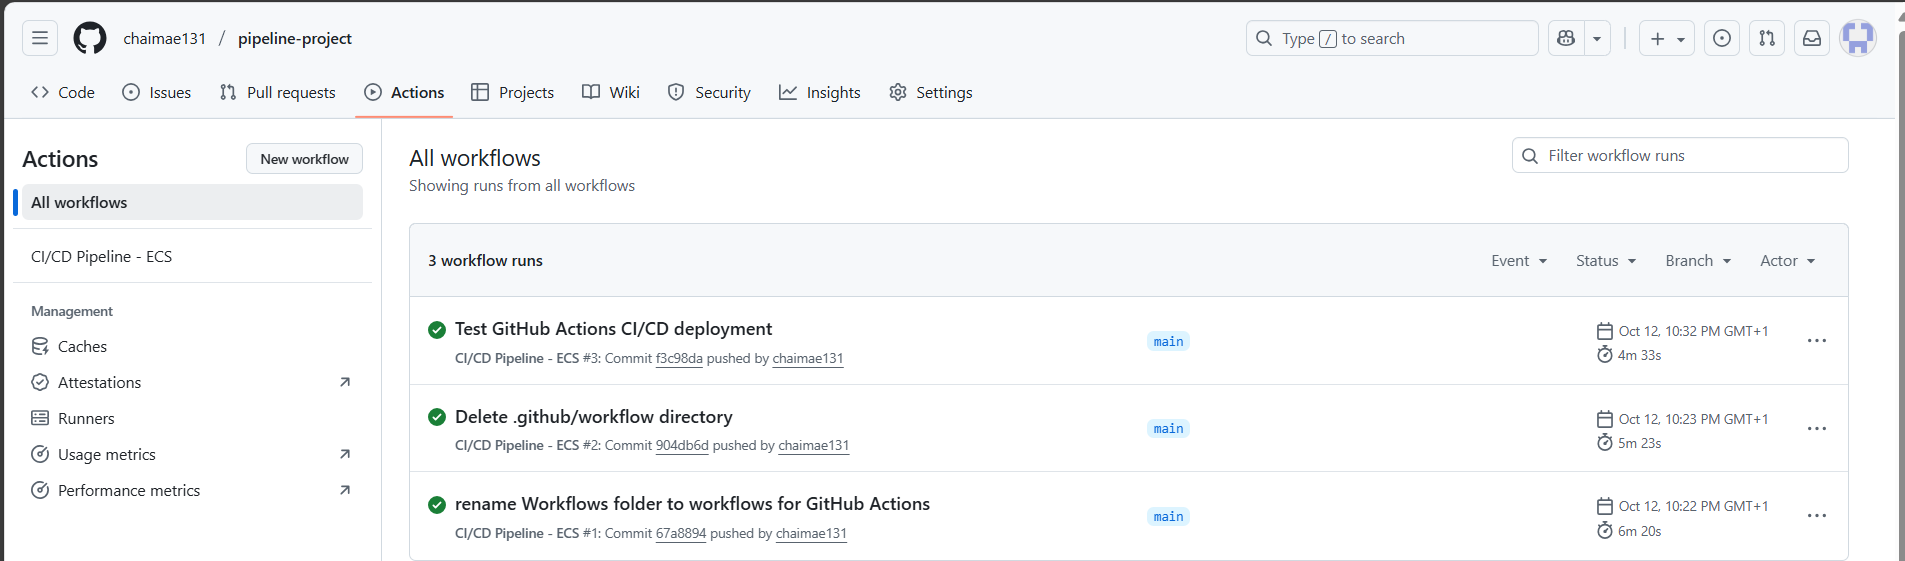 chaimae131 / pipeline-project
Type / to search
Code
Issues
Pull requests
Actions
Projects
Wiki
Security
Insights
Settings
Actions
New workflow
All workflows
CI/CD Pipeline - ECS
Management
Caches
Attestations
Runners
Usage metrics
Performance metrics
All workflows
Showing runs from all workflows
Filter workflow runs
3 workflow runs
Event
Status
Branch
Actor
Test GitHub Actions CI/CD deployment
CI/CD Pipeline - ECS #3: Commit f3c98da pushed by chaimae131
main
Oct 12, 10:32 PM GMT+1
4m 33s
Delete .github/workflow directory
CI/CD Pipeline - ECS #2: Commit 904db6d pushed by chaimae131
main
Oct 12, 10:23 PM GMT+1
5m 23s
rename Workflows folder to workflows for GitHub Actions
CI/CD Pipeline - ECS #1: Commit 67a8894 pushed by chaimae131
main
Oct 12, 10:22 PM GMT+1
6m 20s